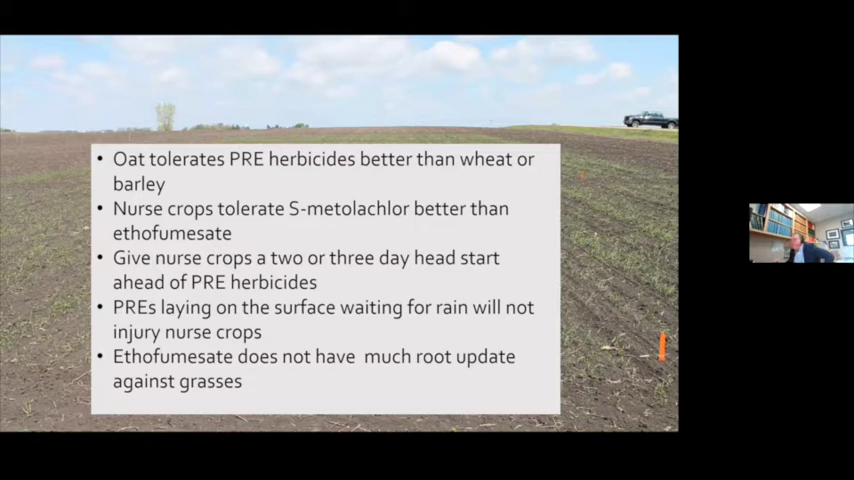 • Oat tolerates PRE herbicides better than wheat or
barley
• Nurse crops tolerate S-metolachlor better than
ethofumesate
• Give nurse crops a two or three day head start
ahead of PRE herbicides
• PREs laying on the surface waiting for rain will not
injury nurse crops
• Ethofumesate does not have much root update
against grasses